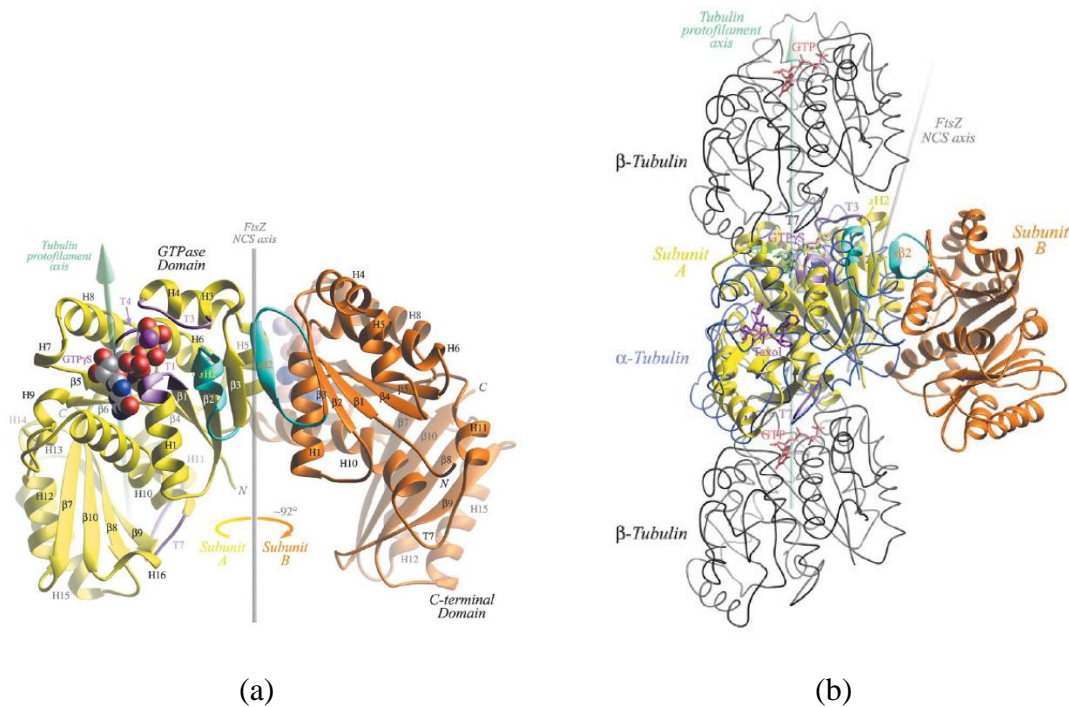 Tubulin
protofilament
axis
GTPase
Domain
FtsZ
NCS axis
H8
T4
H4
H3
T3
H7
GTPγS
H6
H5
T1
β5
β1
β2
β3
H9
C
β6
β4
H14
H13
H1
H11
H12
H10
N
β7
β10
β8
β9
T7
H16
H15
~92°
Subunit
A
Subunit
B
H4
H5
H8
H6
β3
β2
β1
β4
β5
C
H1
H10
β7
β10
H11
β8
N
β9
H15
T7
H12
C-terminal
Domain
(a)
Tubulin
protofilament
axis
GTP
FtsZ
NCS axis
β-Tubulin
T7
T3
sH2
GTPγS
Subunit
A
β2
Subunit
B
Taxol
α-Tubulin
T7
GTP
β-Tubulin
(b)